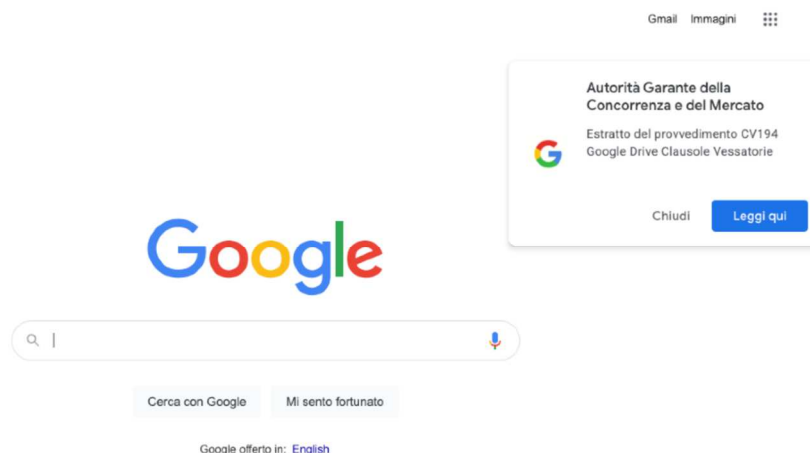 Gmail Immagini
Autorità Garante della
Concorrenza e del Mercato
Estratto del provvedimento CV194
Google Drive Clausole Vessatorie
Chiudi Leggi qui
Google
Cerca con Google Mi sento fortunato
Google offerto in: English